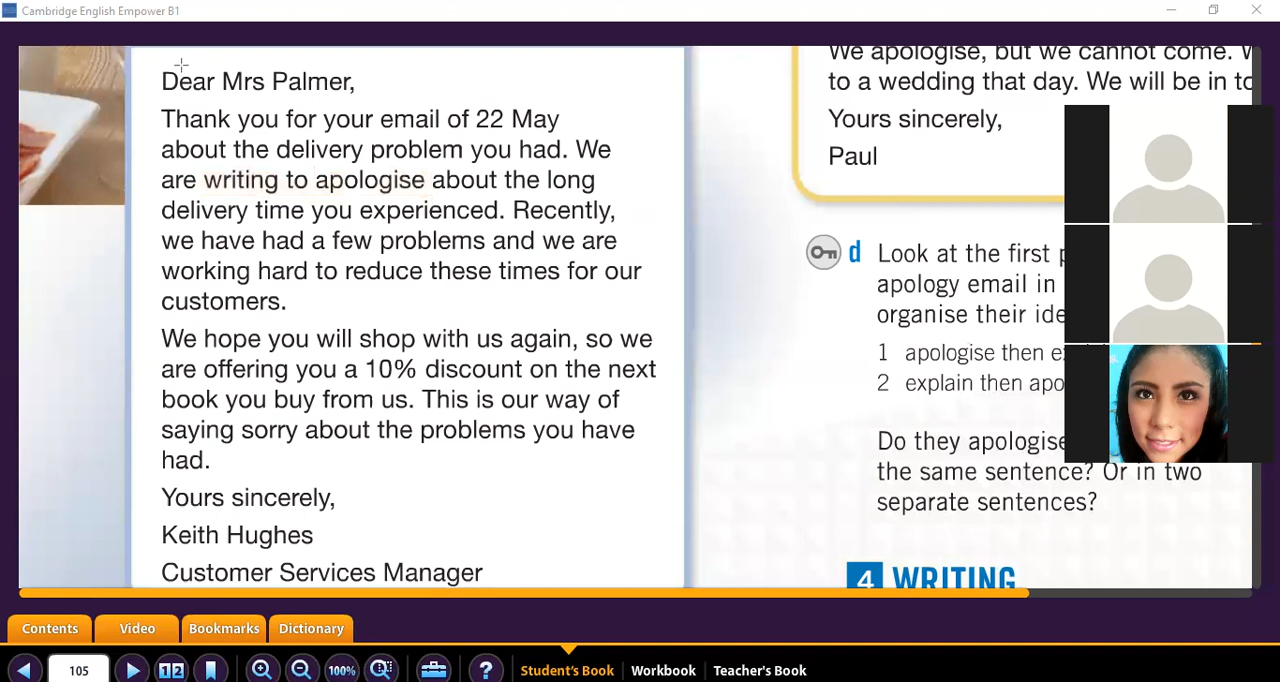 Cambridge English Empower B1
Dear Mrs Palmer,
Thank you for your email of 22 May
about the delivery problem you had. We
are writing to apologise about the long
delivery time you experienced. Recently,
we have had a few problems and we are
working hard to reduce these times for our
customers.
We hope you will shop with us again, so we
are offering you a 10% discount on the next
book you buy from us. This is our way of
saying sorry about the problems you have
had.
Yours sincerely,
Keith Hughes
Customer Services Manager
We apologise, but we cannot come.
to a wedding that day. We will be in
Yours sincerely,
Paul
d Look at the first
apology email in
organise their
1 apologise then
2 explain then
Do they apologise
the same sentence? Or in two
separate sentences?
4 WRITING
Contents Video Bookmarks Dictionary
105 12 100% ? Student's Book Workbook Teacher's Book